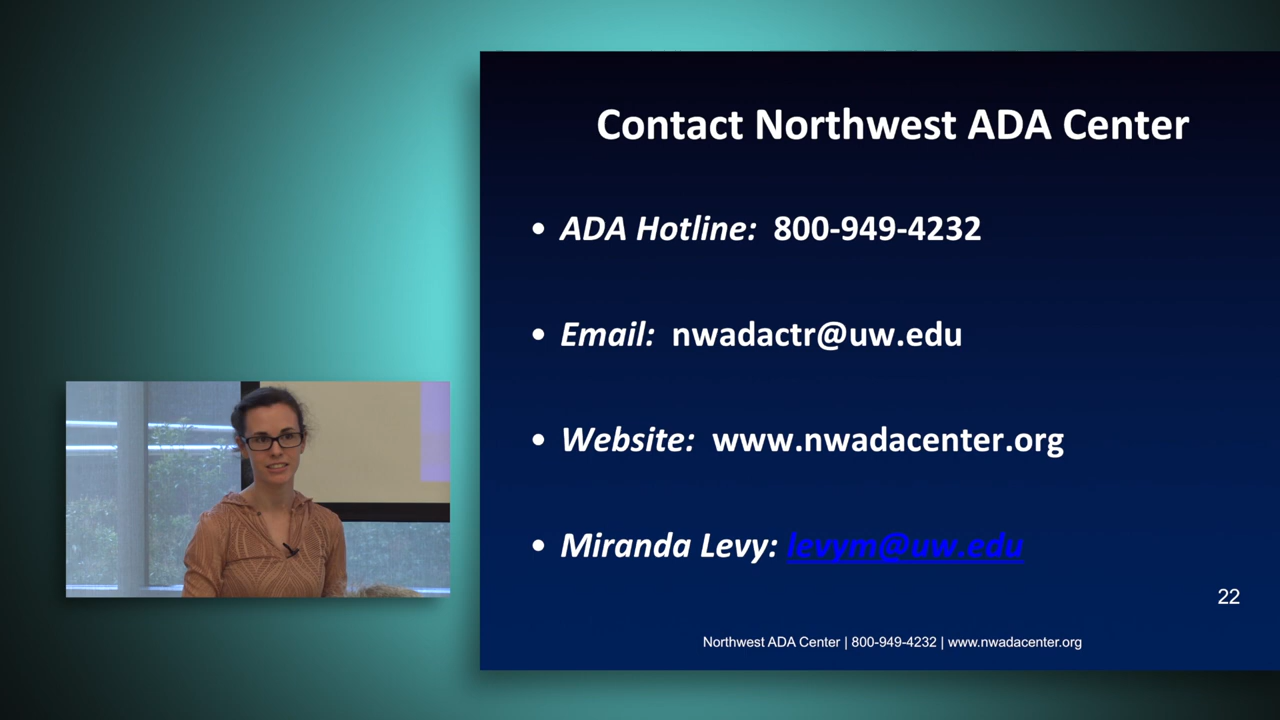 Contact Northwest ADA Center
• ADA Hotline: 800-949-4232
• Email: nwadactr@uw.edu
• Website: www.nwadacenter.org
• Miranda Levy: levym@uw.edu
22
Northwest ADA Center | 800-949-4232 | www.nwadacenter.org